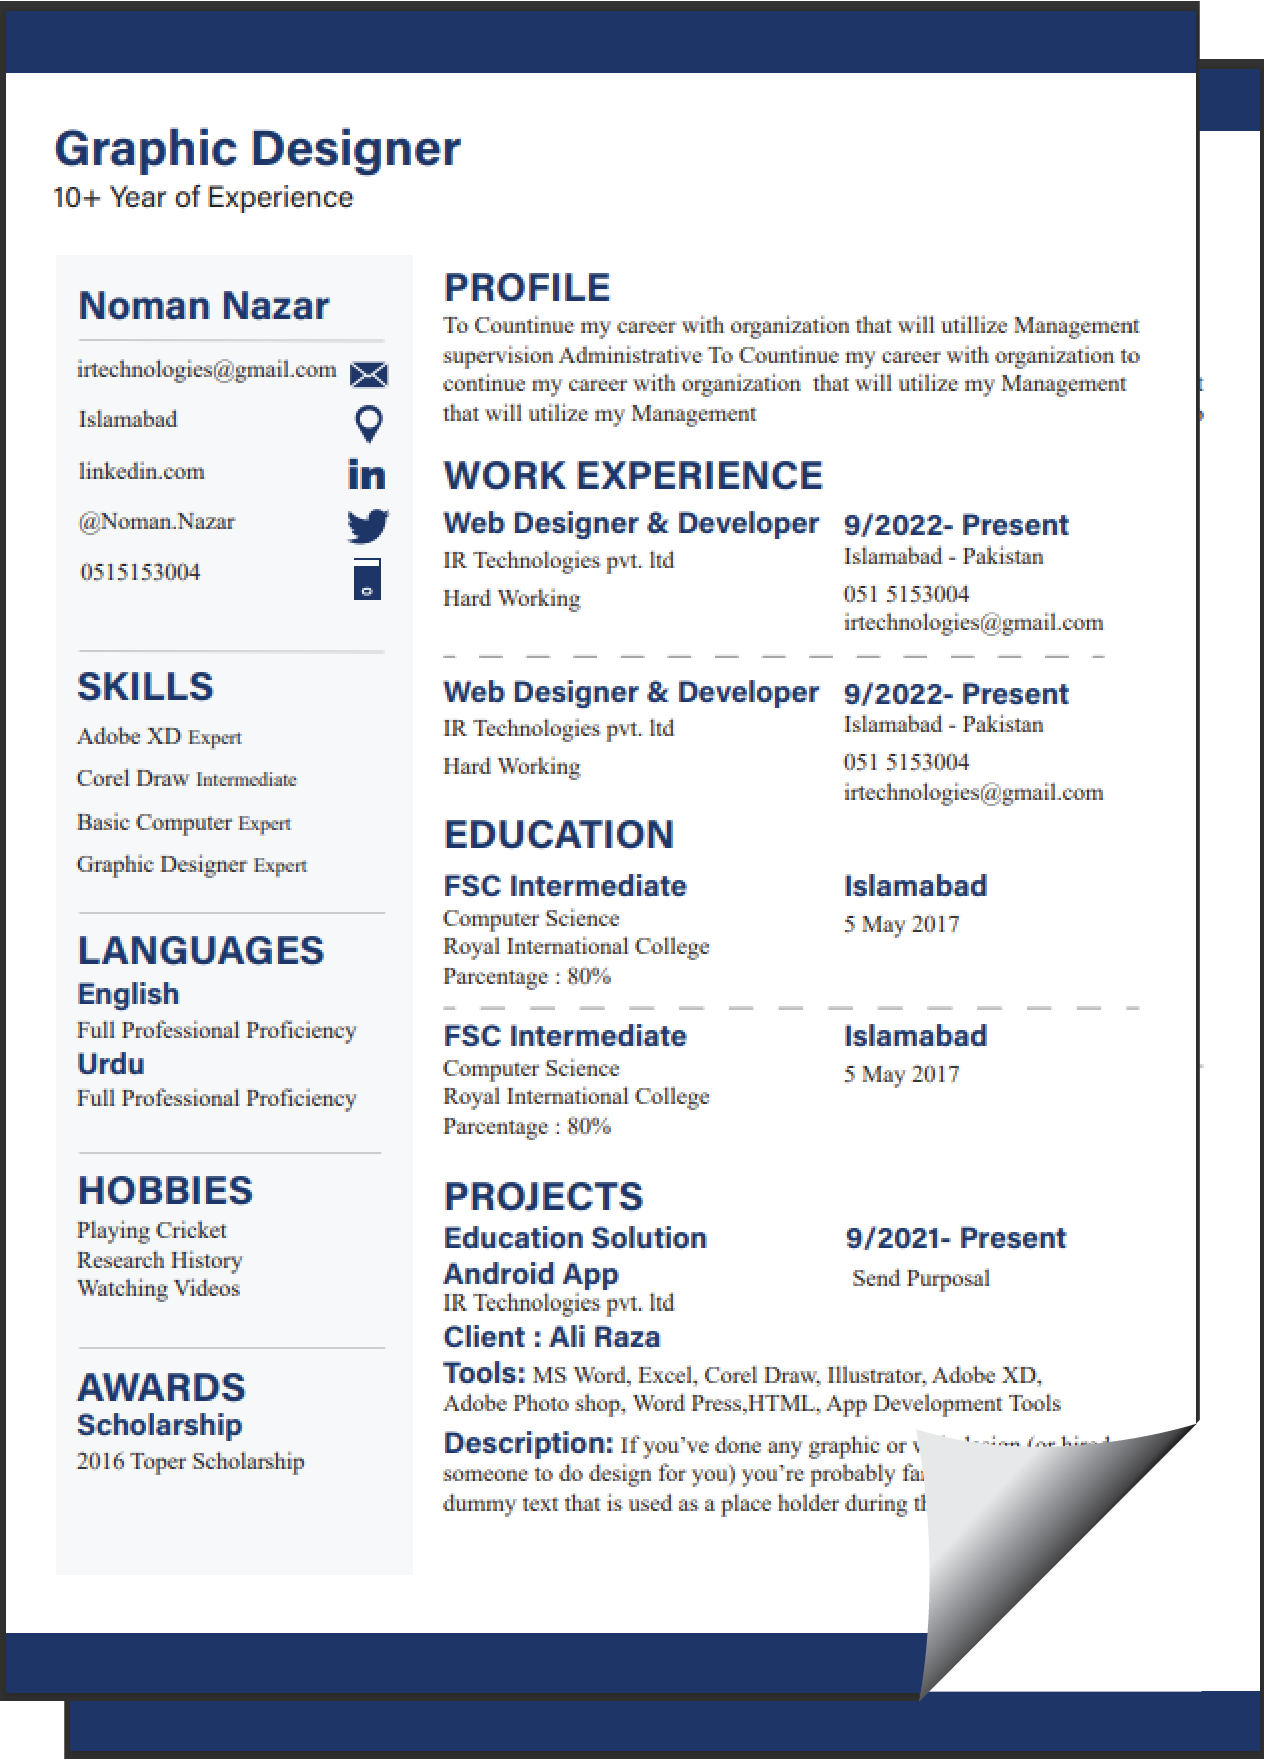 Graphic Designer
10+ Year of Experience
Noman Nazar
irtechnologies@gmail.com
Islamabad
linkedin.com
in
@Noman.Nazar
0515153004
SKILLS
Adobe XD Expert
Corel Draw Intermediate
Basic Computer Expert
Graphic Designer Expert
LANGUAGES
English
Full Professional Proficiency
Urdu
Full Professional Proficiency
HOBBIES
Playing Cricket
Research History
Watching Videos
AWARDS
Scholarship
2016 Toper Scholarship
PROFILE
To Countinue my career with organization that will utillize Management
supervision Administrative To Countinue my career with organization to
continue my career with organization that will utilize my Management
that will utilize my Management
WORK EXPERIENCE
Web Designer & Developer 9/2022- Present
IR Technologies pvt. ltd Islamabad - Pakistan
Hard Working 051 5153004
irtechnologies@gmail.com
Web Designer & Developer 9/2022- Present
IR Technologies pvt. ltd Islamabad - Pakistan
Hard Working 051 5153004
irtechnologies@gmail.com
EDUCATION
FSC Intermediate Islamabad
Computer Science 5 May 2017
Royal International College
Parcentage : 80%
FSC Intermediate Islamabad
Computer Science 5 May 2017
Royal International College
Parcentage : 80%
PROJECTS
Education Solution 9/2021- Present
Android App Send Purposal
IR Technologies pvt. ltd
Client : Ali Raza
Tools: MS Word, Excel, Corel Draw, Illustrator, Adobe XD,
Adobe Photo shop, Word Press,HTML, App Development Tools
Description: If you've done any graphic or (or
someone to do design for you) you're probably
dummy text that is used as a place holder during